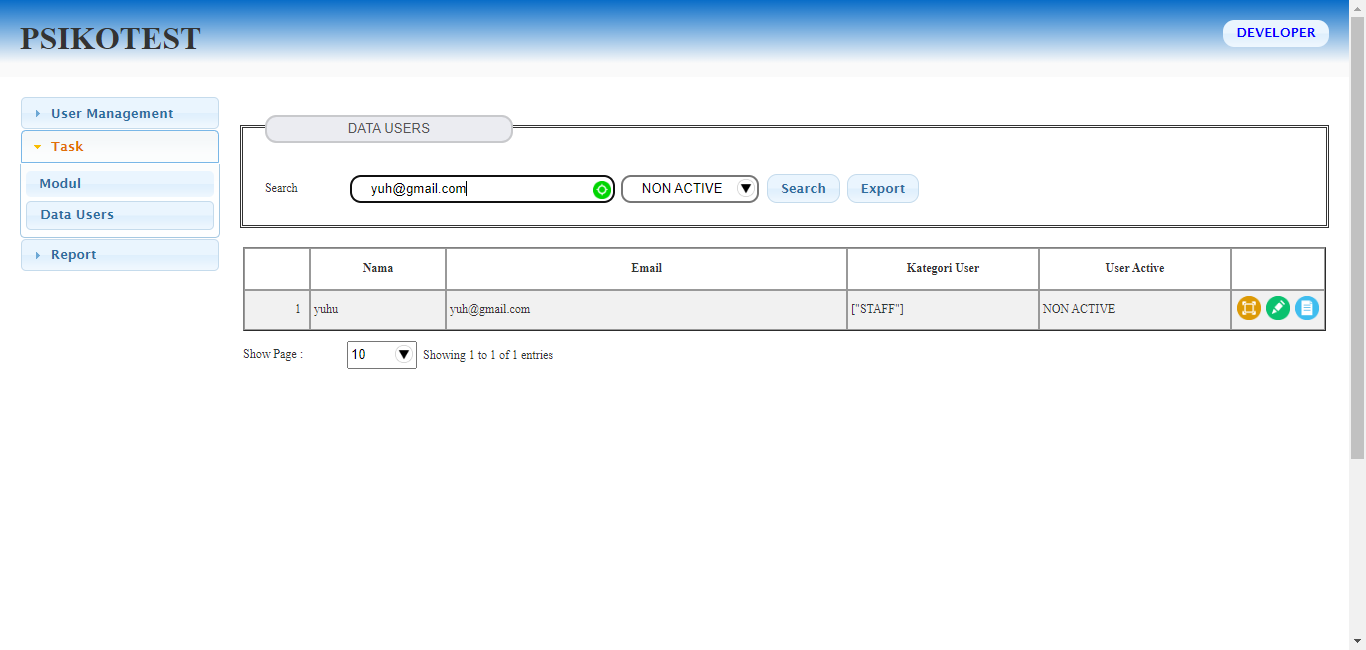 PSIKOTEST
DEVELOPER
User Management
Task
Modul
Data Users
Report
DATA USERS
Search yuh@gmail.com NON ACTIVE Search Export
Nama Email Kategori User User Active
1 yuhu yuh@gmail.com ["STAFF"] NON ACTIVE
Show Page : 10 Showing 1 to 1 of 1 entries